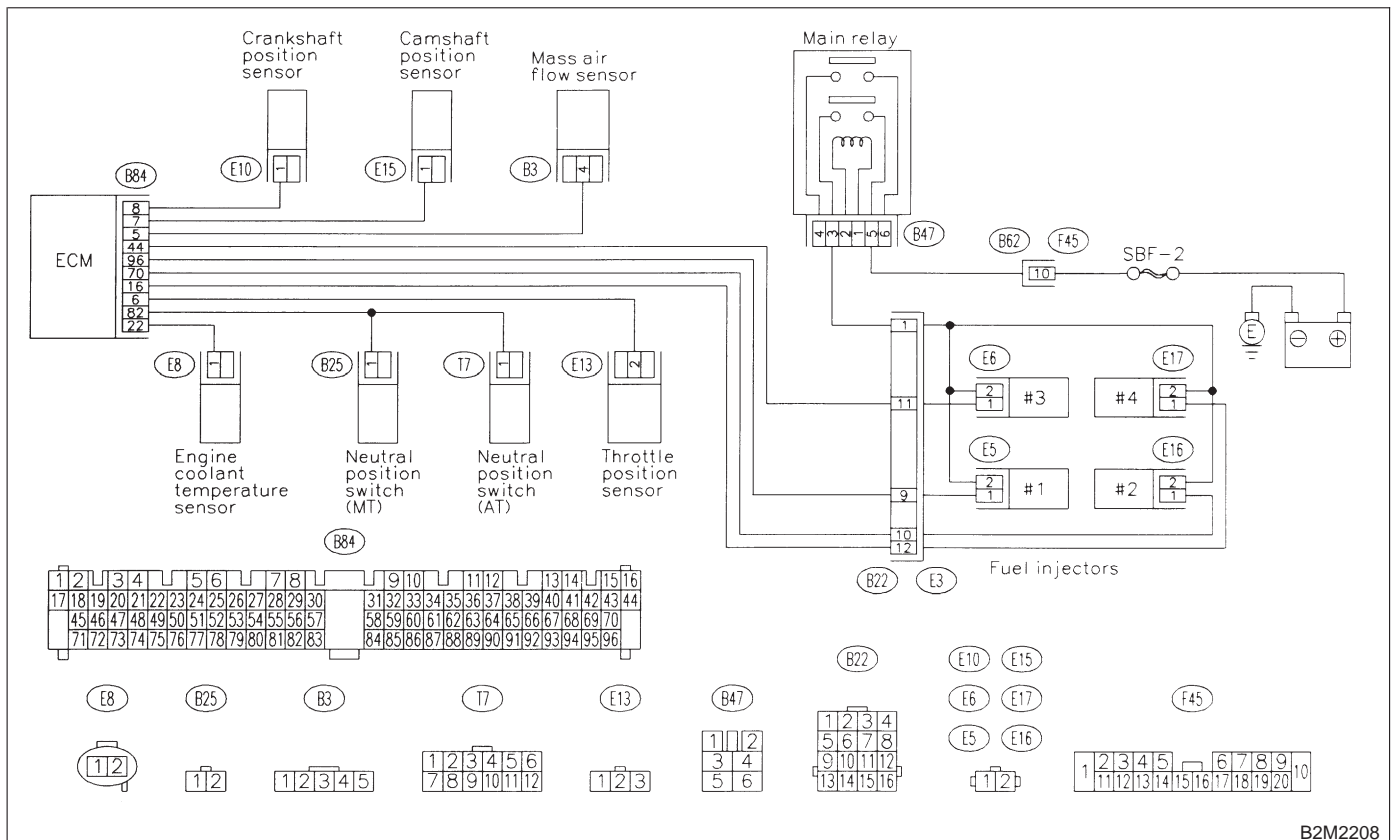 Crankshaft
position
sensor
Camshaft
position
sensor
Mass air
flow sensor
Main relay
E10
1
E15
1
B3
4
B84
8
7
5
44
96
70
16
6
82
22
ECM
4 3 2 1 5 6
B47
B62
F45
10
SBF-2
E
⊖ ⊕
E8
1
B25
1
T7
1
E13
2
Engine
coolant
temperature
sensor
Neutral
position
switch
(MT)
Neutral
position
switch
(AT)
Throttle
position
sensor
1
11
9
10
12
E6
2
1
#3
E17
#4
2
1
E5
2
1
#1
E16
#2
2
1
B22
E3
Fuel injectors
B84
1 2 3 4 5 6 7 8 9 10 11 12 13 14 15 16
17 18 19 20 21 22 23 24 25 26 27 28 29 30 31 32 33 34 35 36 37 38 39 40 41 42 43 44
45 46 47 48 49 50 51 52 53 54 55 56 57 58 59 60 61 62 63 64 65 66 67 68 69 70
71 72 73 74 75 76 77 78 79 80 81 82 83 84 85 86 87 88 89 90 91 92 93 94 95 96
E8
1 2
B25
1 2
B3
1 2 3 4 5
T7
1 2 3 4 5 6
7 8 9 10 11 12
E13
1 2 3
B47
1 2
3 4
5 6
B22
1 2 3 4
5 6 7 8
9 10 11 12
13 14 15 16
E10 E15
E6 E17
E5 E16
1 2
F45
1 2 3 4 5 6 7 8 9 10
11 12 13 14 15 16 17 18 19 20
B2M2208